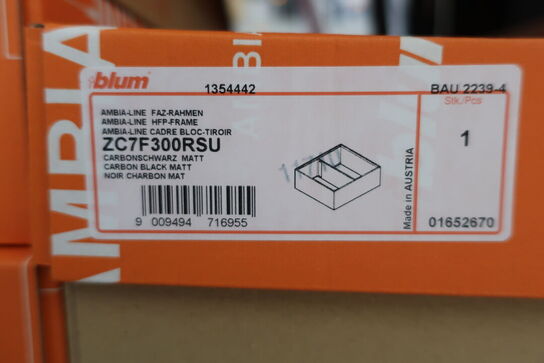 AMBIA
blum
1354442
BAU 2239-4
AMBIA-LINE FAZ-RAHMEN
AMBIA-LINE HFP-FRAME
AMBIA-LINE CADRE BLOC-TIROIR
ZC7F300RSU
CARBONSCHWARZ MATT
CARBON BLACK MATT
NOIR CHARBON MAT
9 009494 716955
Made in AUSTRIA
Stk./Pcs
1
01652670